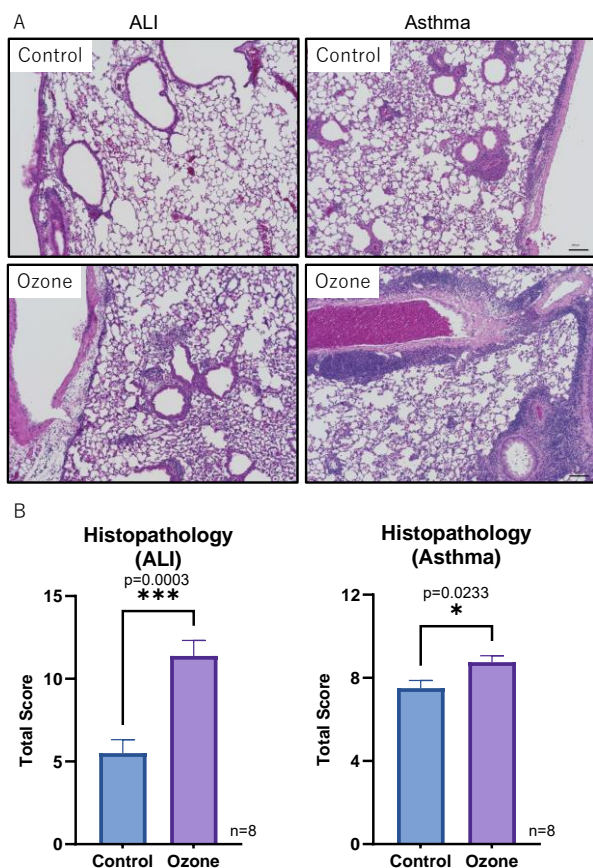 A
ALI
Asthma
Control
Control
Ozone
Ozone
B
Histopathology
(ALI)
p=0.0003
***
15
10
5
0
Total Score
Control
Ozone
n=8
Histopathology
(Asthma)
p=0.0233
*
12
8
4
0
Total Score
Control
Ozone
n=8